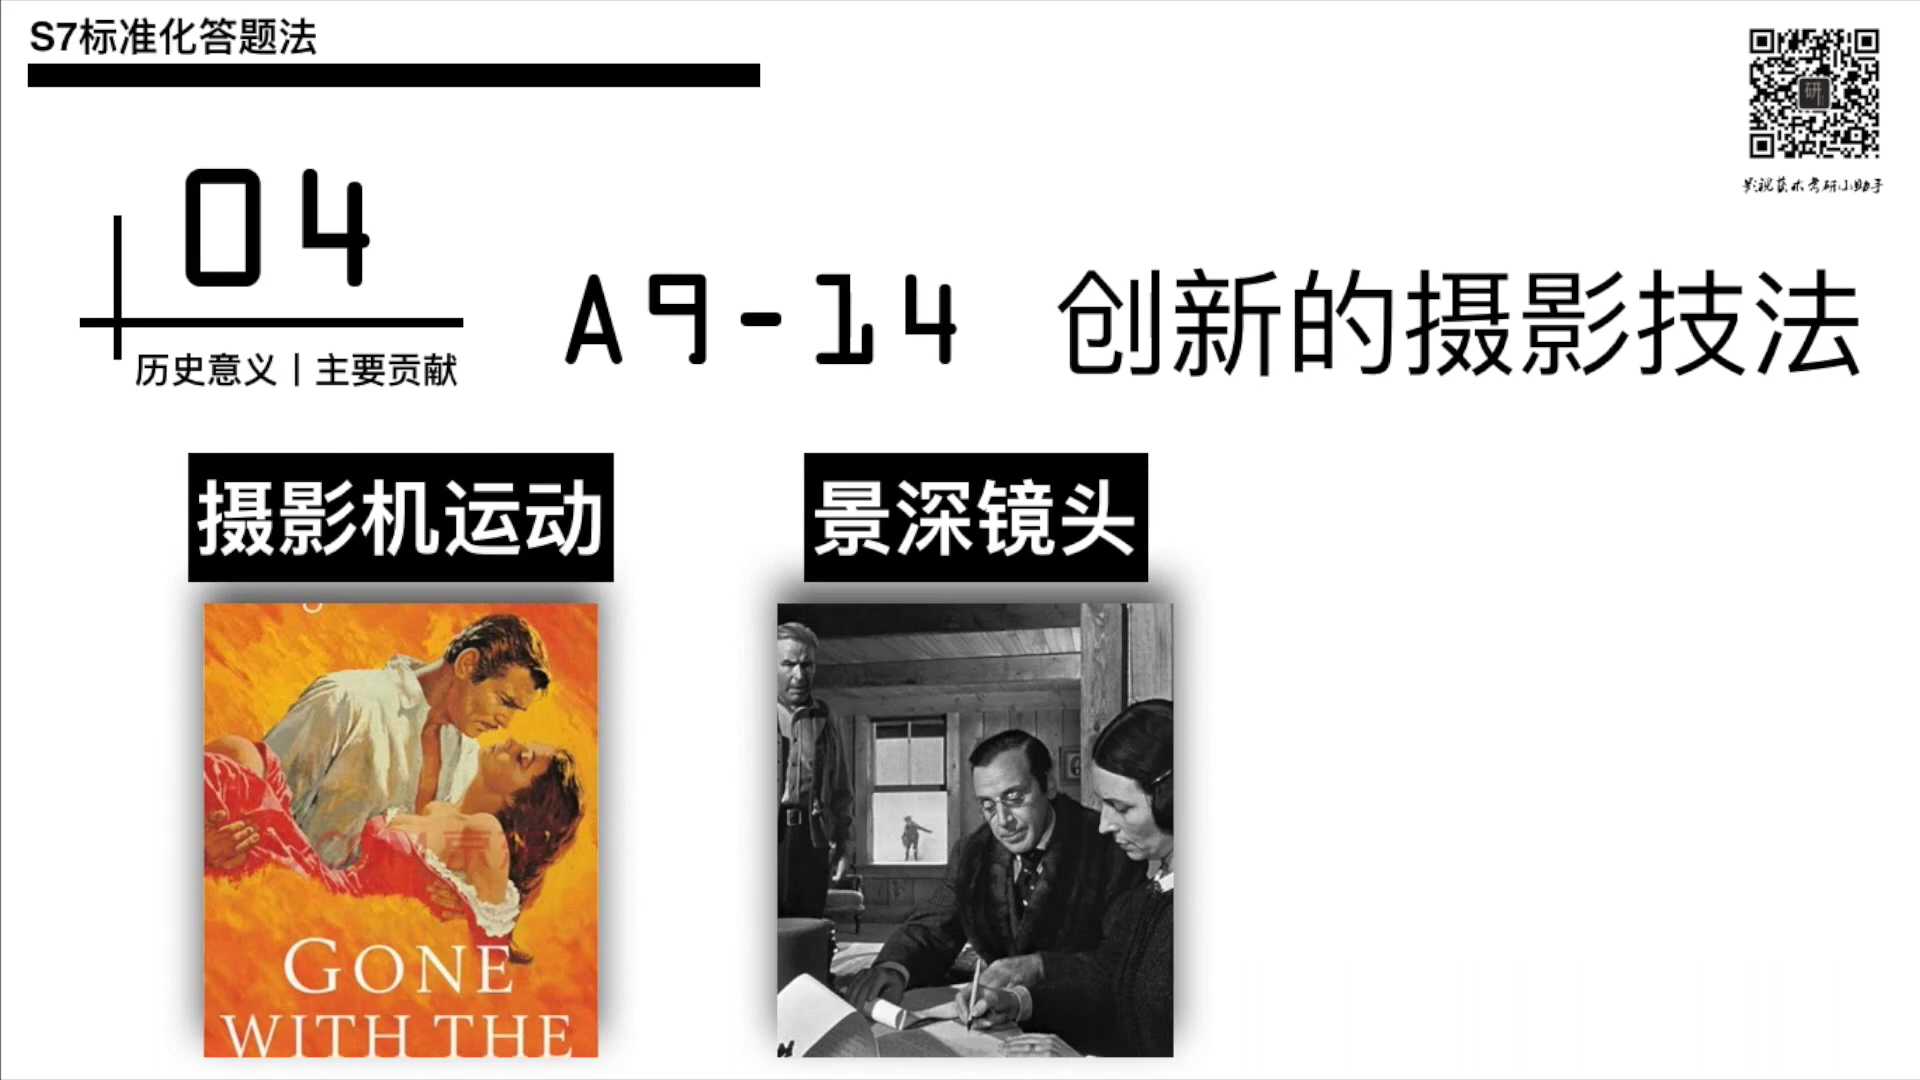 S7标准化答题法
研
影视艺术考研小助手
04
历史意义|主要贡献
A9-14 创新的摄影技法
摄影机运动
景深镜头
GONE
WITH THE